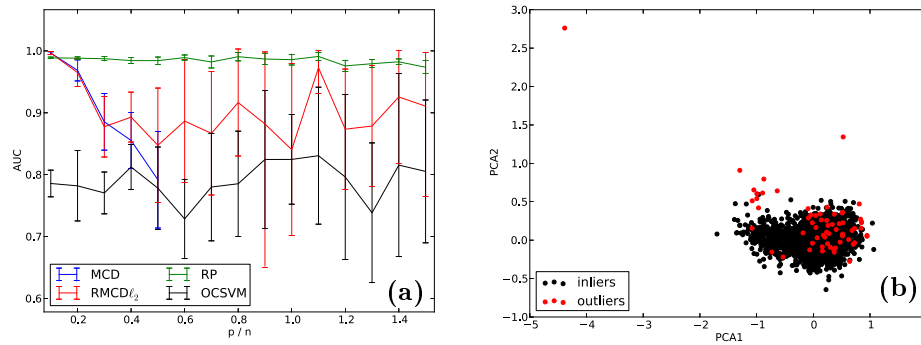 1.0
0.9
0.8
0.7
0.6
AUC
0.2 0.4 0.6 0.8 1.0 1.2 1.4
p / n
MCD
RMCDℓ₂
RP
OCSVM
(a)
3.0
2.5
2.0
1.5
1.0
0.5
0.0
−0.5
−1.0
PCA2
−5 −4 −3 −2 −1 0 1 2
PCA1
inliers
outliers
(b)